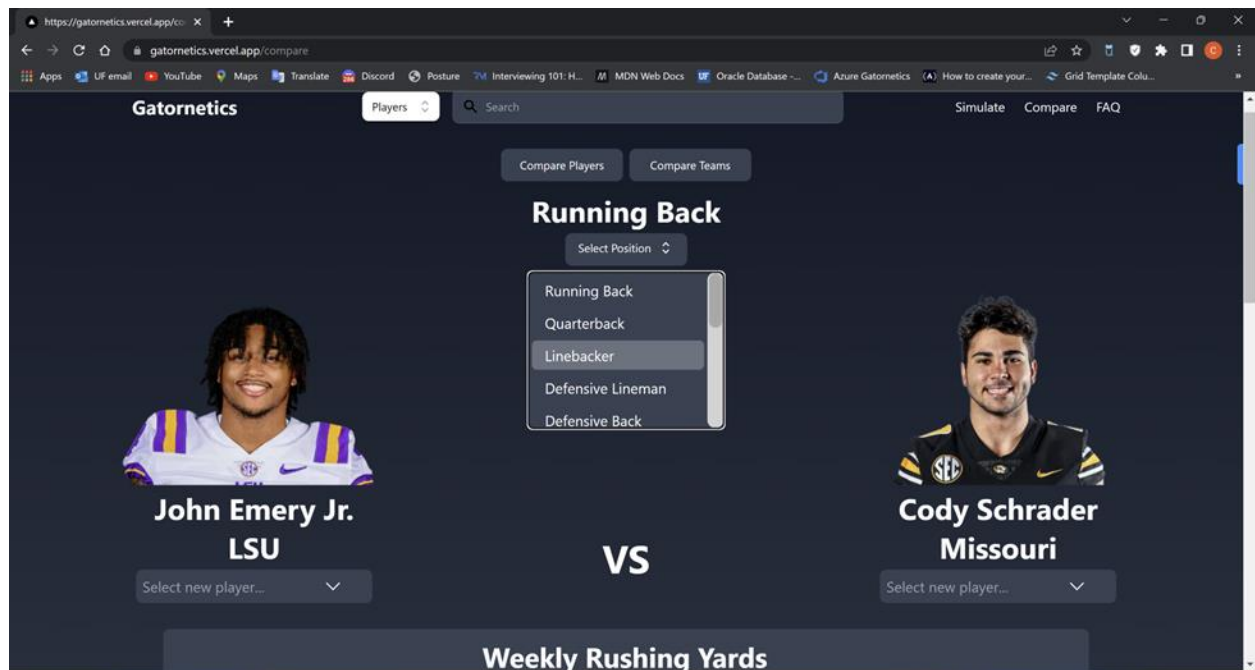 https://gatornetics.vercel.app/co
gatornetics.vercel.app/compare
Apps UF email YouTube Maps Translate Discord Posture Interviewing 101: H... MDN Web Docs Oracle Database -... Azure Gatornetics How to create your... Grid Template Colu... »
Gatornetics Players Search Simulate Compare FAQ
Compare Players Compare Teams
Running Back
Select Position
Running Back
Quarterback
Linebacker
Defensive Lineman
Defensive Back
John Emery Jr.
LSU
Select new player...
VS
Cody Schrader
Missouri
Select new player...
Weekly Rushing Yards